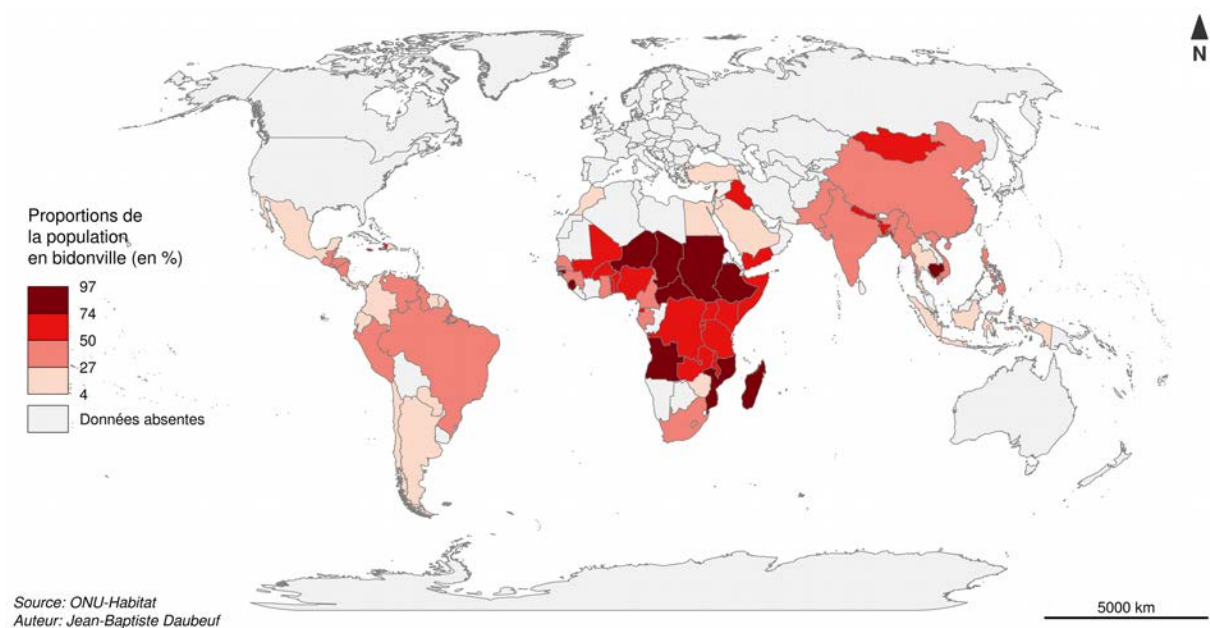 N
Proportions de
la population
en bidonville (en %)
97
74
50
27
4
Données absentes
Source: ONU-Habitat
Auteur: Jean-Baptiste Daubeuf
5000 km